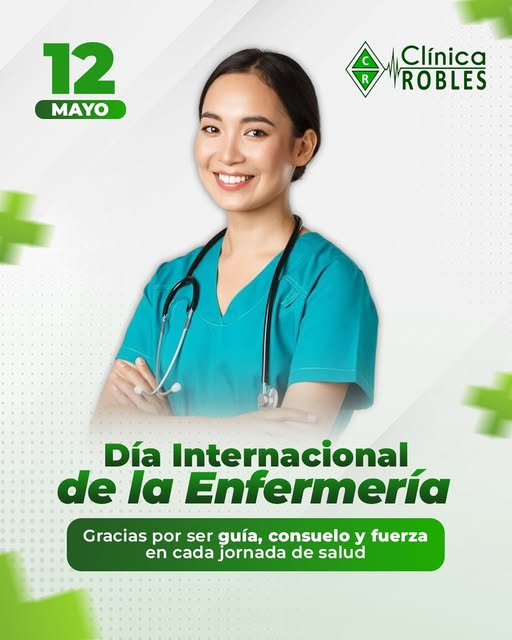 12
MAYO
C
R
Clínica
ROBLES
Día Internacional
de la Enfermería
Gracias por ser guía, consuelo y fuerza
en cada jornada de salud